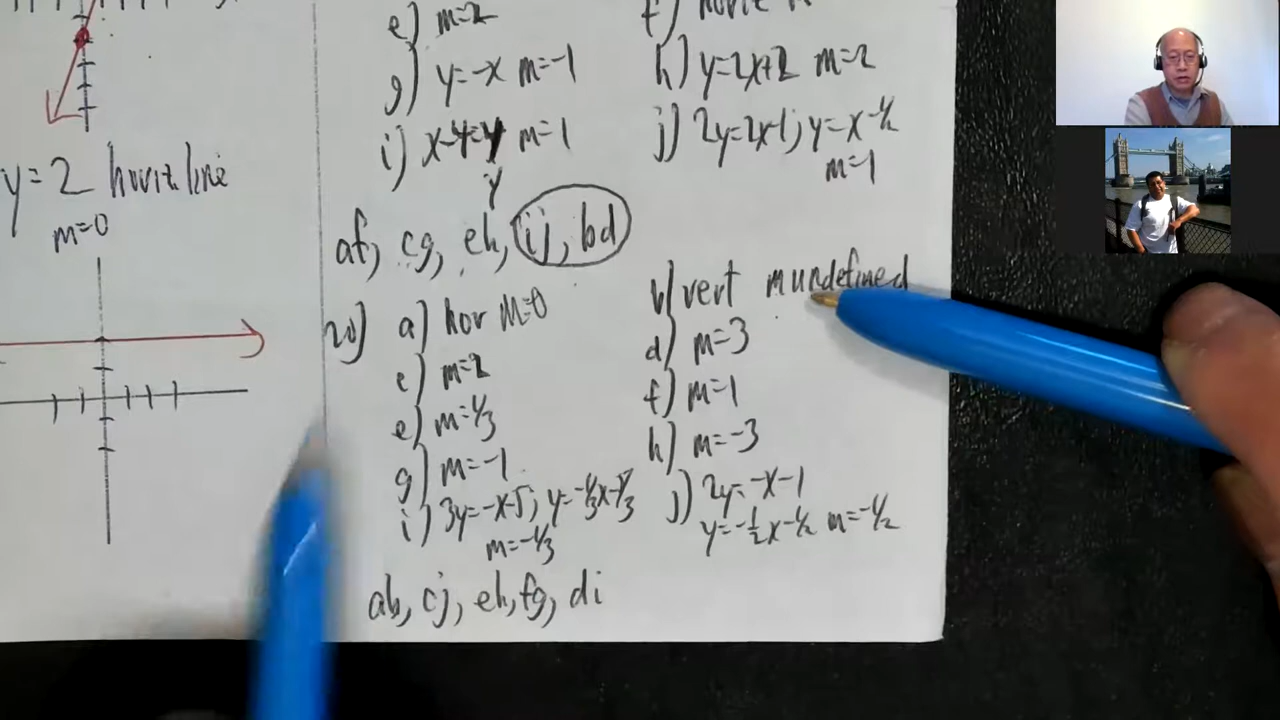 e) m=2
g) y=-x m=-1
h) y=2x+2 m=2
i) x-4=y m=1
y
j) 2y=2x-1; y=x-1/2
m=1
y=2 horiz line
m=0
af, cg, eh, ij, bd
20) a) hor m=0
b) vert m undefined
c) m=2
d) m=3
e) m=1/3
f) m=1
g) m=-1
h) m=-3
i) 3y=-x-5; y=-1/3x-5/3
m=-1/3
j) 2y=-x-1
y=-1/2x-1/2 m=-1/2
ab, cj, eh, fg, di